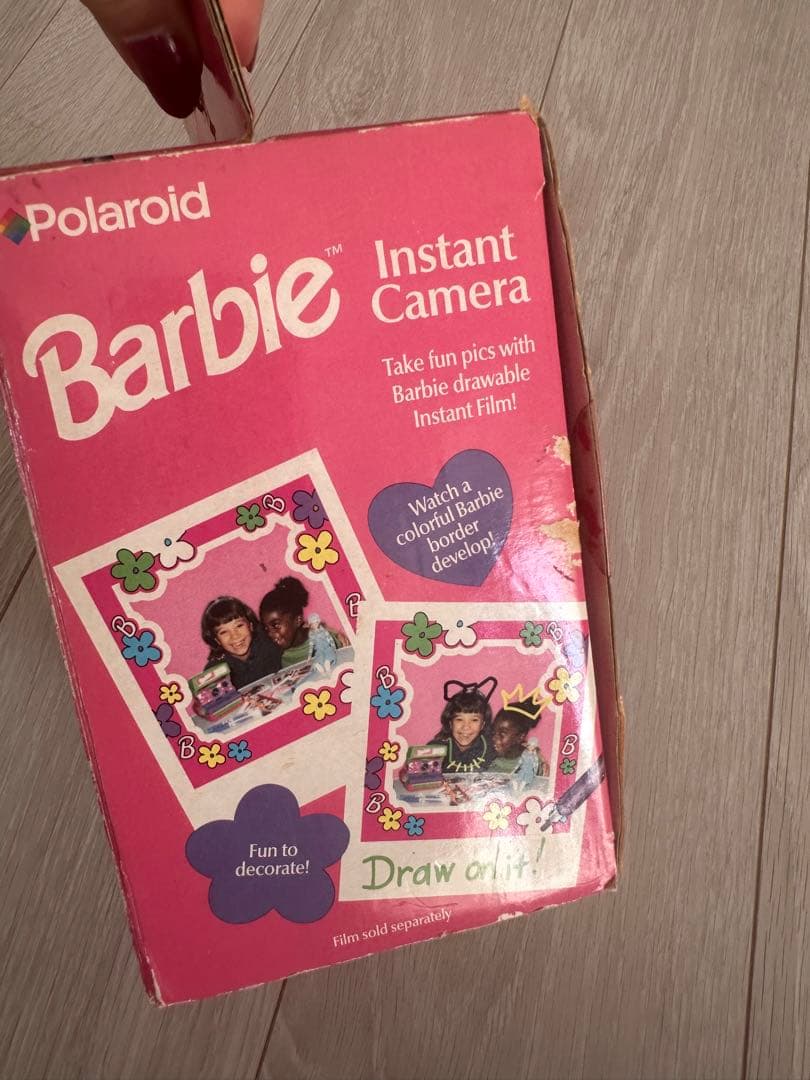 Polaroid
Barbie™
Instant
Camera
Take fun pics with
Barbie drawable
Instant Film!
Watch a
colorful Barbie
border
develop!
B
B
B
B
B
B
B
B
Fun to
decorate!
Draw on it!
Film sold separately